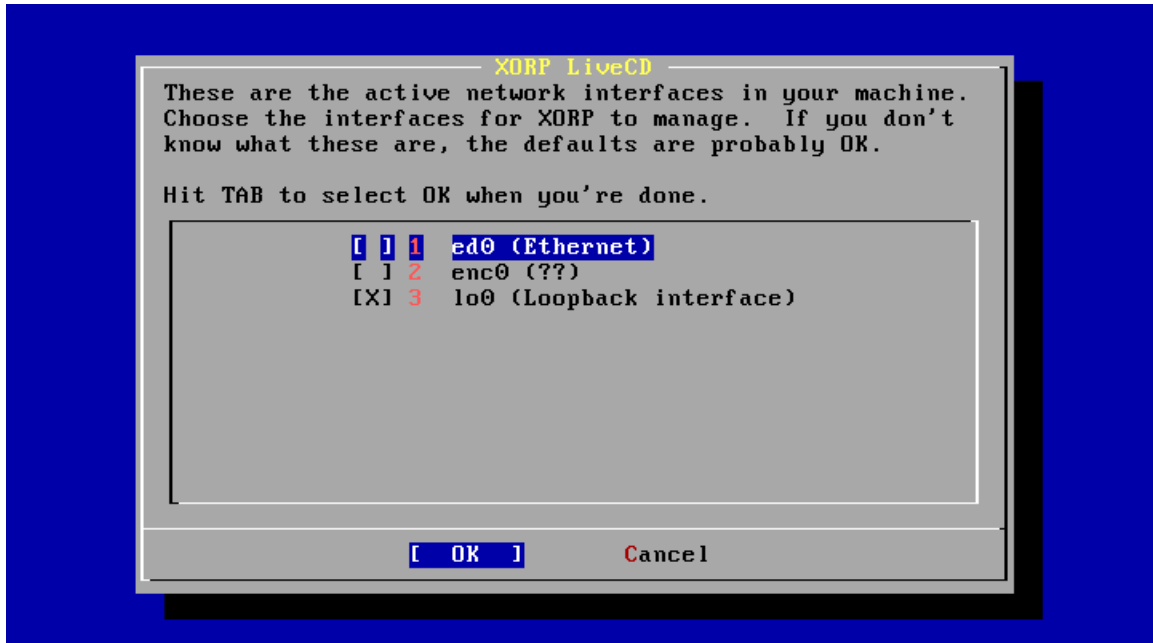 XORP LiveCD
These are the active network interfaces in your machine.
Choose the interfaces for XORP to manage.  If you don't
know what these are, the defaults are probably OK.
Hit TAB to select OK when you're done.
[ ] 1  ed0 (Ethernet)
[ ] 2  enc0 (??)
[X] 3  lo0 (Loopback interface)
[  OK  ]  Cancel